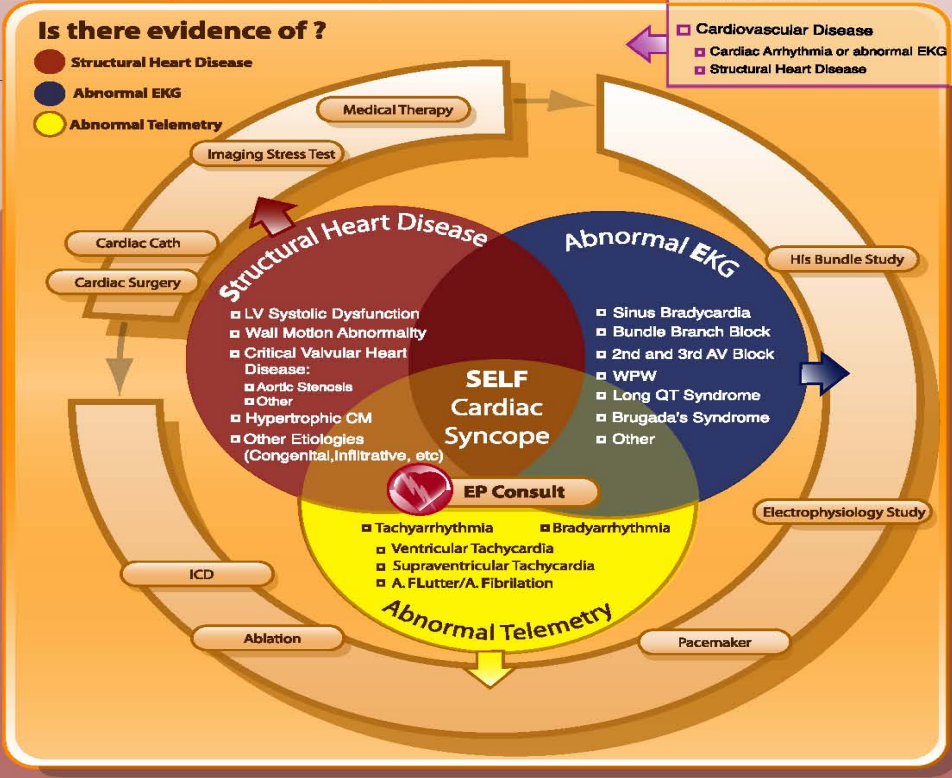 Is there evidence of ?
Structural Heart Disease
Abnormal EKG
Abnormal Telemetry
Cardiovascular Disease
Cardiac Arrhythmia or abnormal EKG
Structural Heart Disease
Medical Therapy
Imaging Stress Test
Cardiac Cath
Cardiac Surgery
Structural Heart Disease
LV Systolic Dysfunction
Wall Motion Abnormality
Critical Valvular Heart
Disease:
Aortic Stenosis
Other
Hypertrophic CM
Other Etiologies
(Congenital,Infiltrative, etc)
Abnormal EKG
Sinus Bradycardia
Bundle Branch Block
2nd and 3rd AV Block
WPW
Long QT Syndrome
Brugada's Syndrome
Other
SELF
Cardiac
Syncope
EP Consult
Tachyarrhythmia
Bradyarrhythmia
Ventricular Tachycardia
Supraventricular Tachycardia
A. FLutter/A. Fibrilation
Abnormal Telemetry
His Bundle Study
Electrophysiology Study
Pacemaker
ICD
Ablation